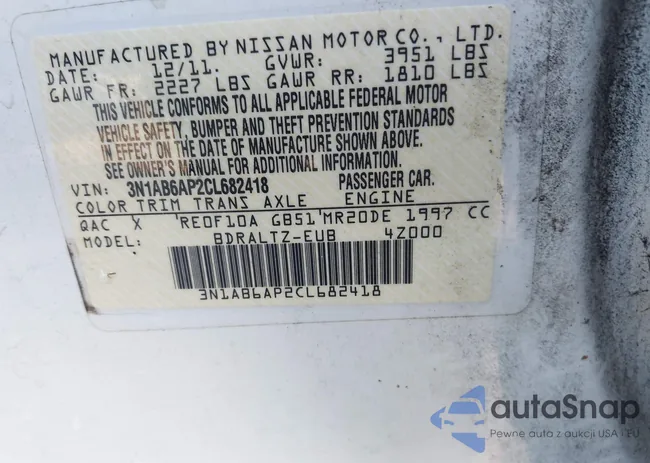 MANUFACTURED BY NISSAN MOTOR CO., LTD.
DATE: 12/11. GVWR: 3951 LBS
GAWR FR: 2227 LBS GAWR RR: 1810 LBS
THIS VEHICLE CONFORMS TO ALL APPLICABLE FEDERAL MOTOR
VEHICLE SAFETY, BUMPER AND THEFT PREVENTION STANDARDS
IN EFFECT ON THE DATE OF MANUFACTURE SHOWN ABOVE.
SEE OWNER'S MANUAL FOR ADDITIONAL INFORMATION.
VIN: 3N1AB6AP2CL682418 PASSENGER CAR.
COLOR TRIM TRANS AXLE ENGINE
QAC X 'RE0F10A GB51'MR20DE 1997 CC
MODEL: BDRALTZ-EUB 4Z000
3N1AB6AP2CL682418
autoSnap
Pewne auta z aukcji USA i EU